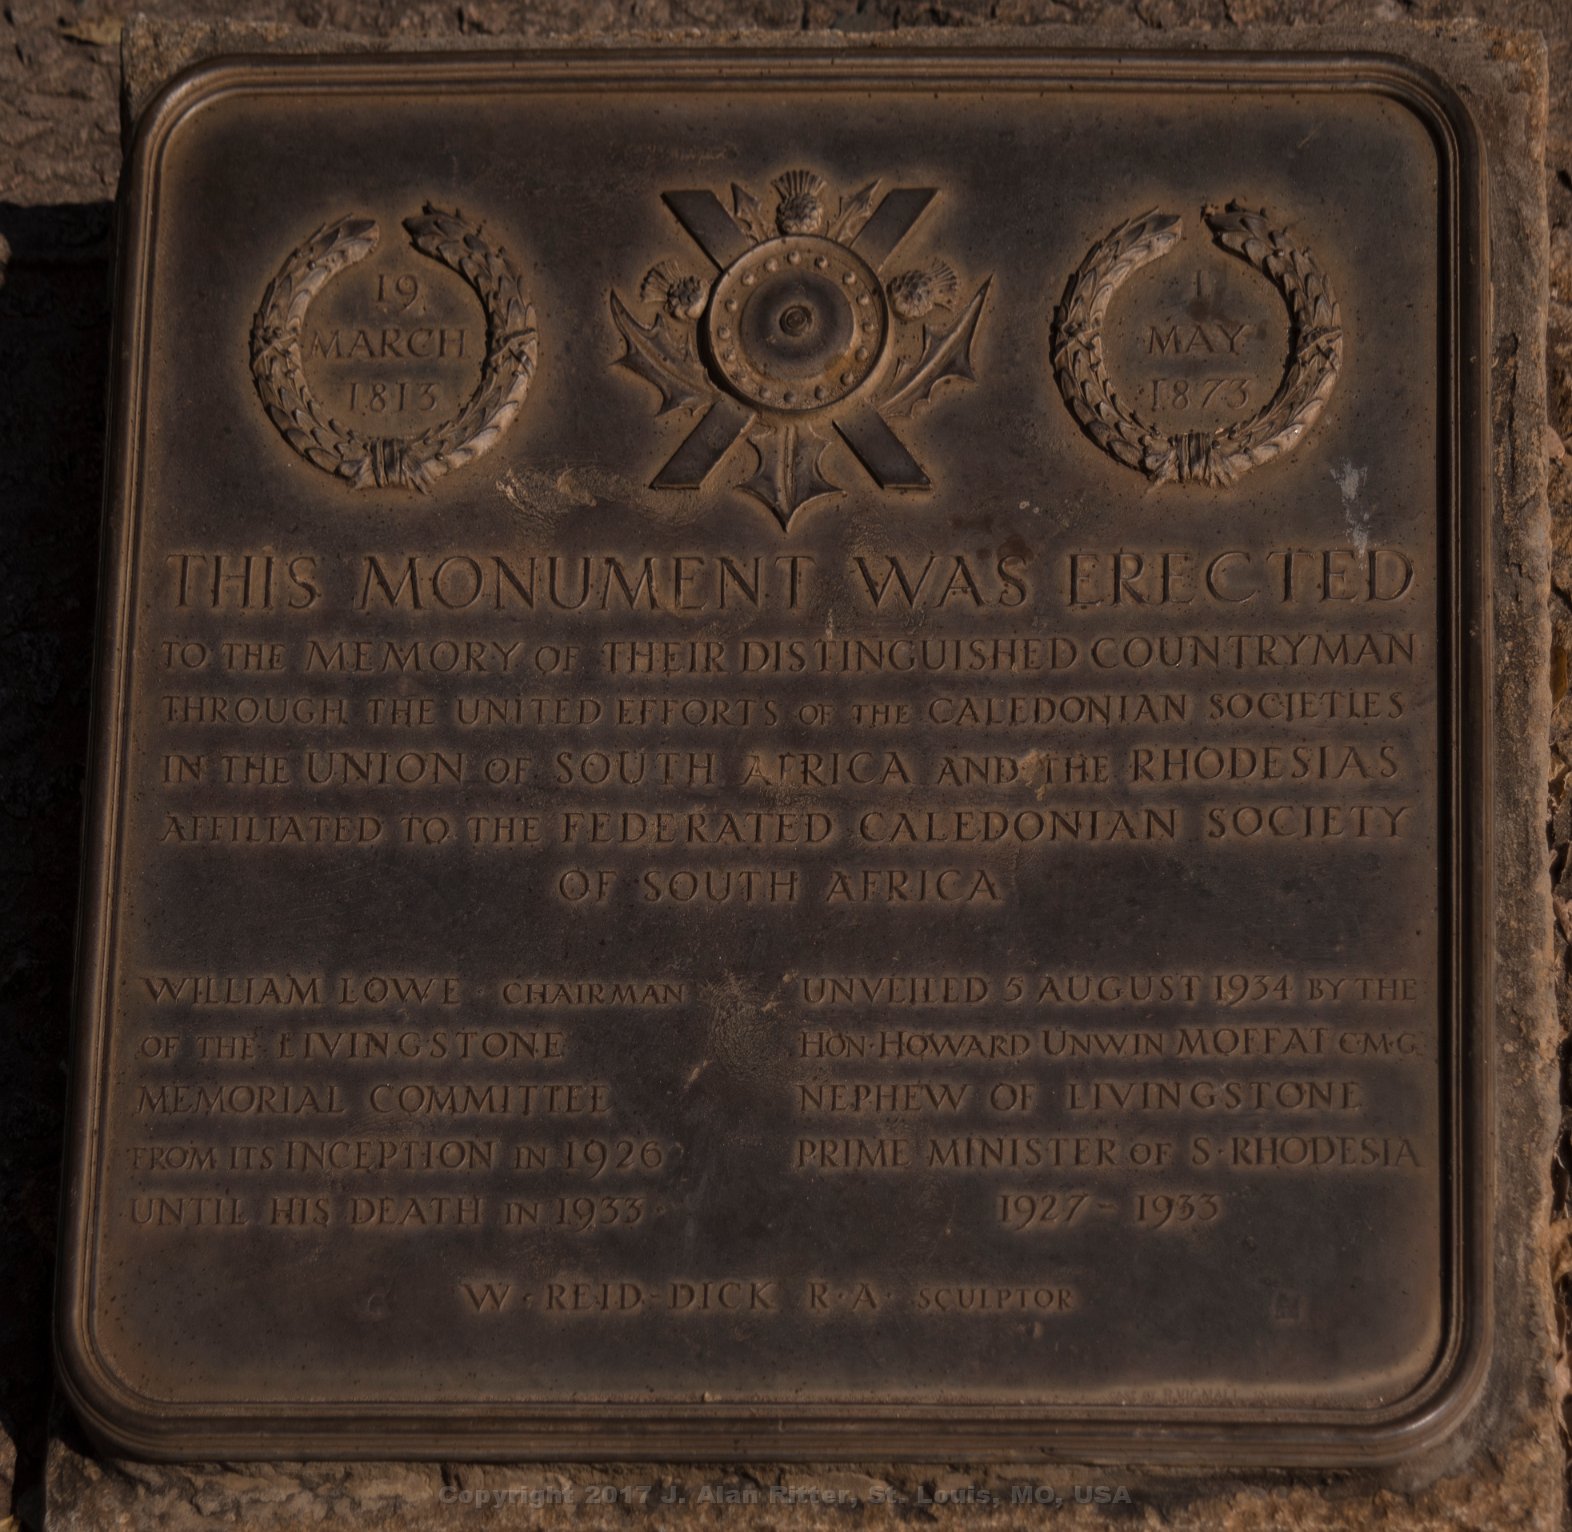 19
MARCH
1813
1
MAY
1873
THIS MONUMENT WAS ERECTED
TO THE MEMORY OF THEIR DISTINGUISHED COUNTRYMAN
THROUGH THE UNITED EFFORTS OF THE CALEDONIAN SOCIETIES
IN THE UNION OF SOUTH AFRICA AND THE RHODESIAS
AFFILIATED TO THE FEDERATED CALEDONIAN SOCIETY
OF SOUTH AFRICA
WILLIAM LOWE · CHAIRMAN
OF THE LIVINGSTONE
MEMORIAL COMMITTEE
FROM ITS INCEPTION IN 1926
UNTIL HIS DEATH IN 1933
UNVEILED 5 AUGUST 1934 BY THE
HON·HOWARD UNWIN MOFFAT C·M·G
NEPHEW OF LIVINGSTONE
PRIME MINISTER OF S·RHODESIA
1927 - 1933
W·REID-DICK R·A· SCULPTOR
Copyright 2017 J. Alan Ritter, St. Louis, MO, USA